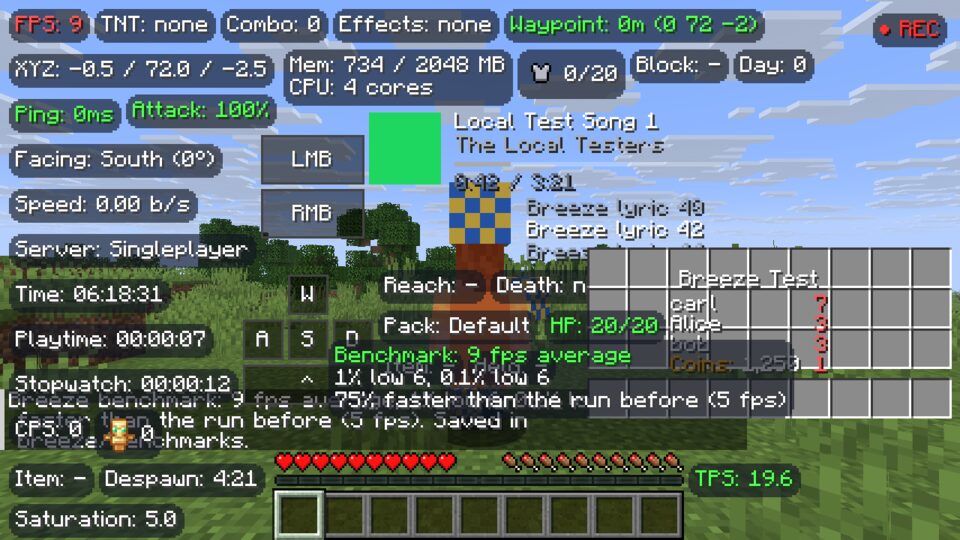 FPS: 9
TNT: none
Combo: 0
Effects: none
Waypoint: 0m (0 72 -2)
REC
XYZ: -0.5 / 72.0 / -2.5
Mem: 734 / 2048 MB
CPU: 4 cores
0/20
Block: -
Day: 0
Ping: 0ms
Attack: 100%
Local Test Song 1
The Local Testers
Facing: South (0°)
LMB
0:42 / 3:21
Speed: 0.00 b/s
RMB
Breeze lyric 40
Breeze lyric 42
Breeze
Server: Singleplayer
Reach: -
Death: n
Breeze Test
Time: 06:18:31
W
carl 7
Pack: Default
HP: 20/20
Alice 3
Playtime: 00:00:07
A
S
D
bob 3
Benchmark: 9 fps average
Coins: 1,250 1
1% low 6, 0.1% low 6
Stopwatch: 00:00:12
^
75% faster than the run before (5 fps)
Breeze benchmark: 9 fps
faster than the run before (5 fps). Saved in
CPS: 0
0
Item: -
Despawn: 4:21
TPS: 19.6
Saturation: 5.0